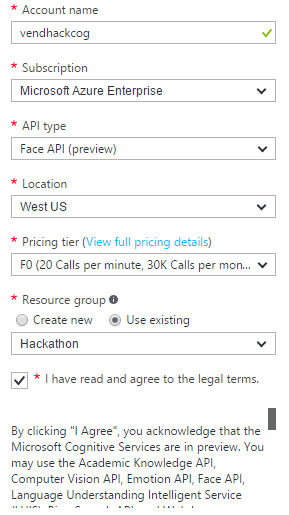 * Account name
vendhackcog
* Subscription
Microsoft Azure Enterprise
* API type
Face API (preview)
* Location
West US
* Pricing tier (View full pricing details)
F0 (20 Calls per minute, 30K Calls per mon...
* Resource group
Create new Use existing
Hackathon
* I have read and agree to the legal terms.
By clicking "I Agree", you acknowledge that the
Microsoft Cognitive Services are in preview. You
may use the Academic Knowledge API,
Computer Vision API, Emotion API, Face API,
Language Understanding Intelligent Service